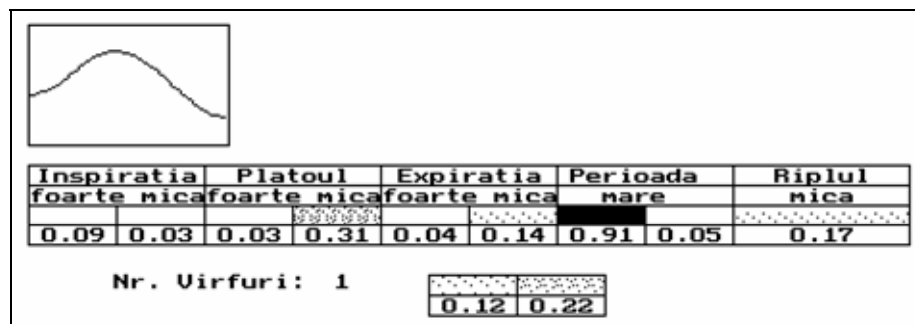 Inspiratia Platoul Expiratia Perioada Riplul
foarte mica foarte mica foarte mica mare mica
0.09 0.03 0.03 0.31 0.04 0.14 0.91 0.05 0.17
Nr. Virfuri: 1
0.12 0.22